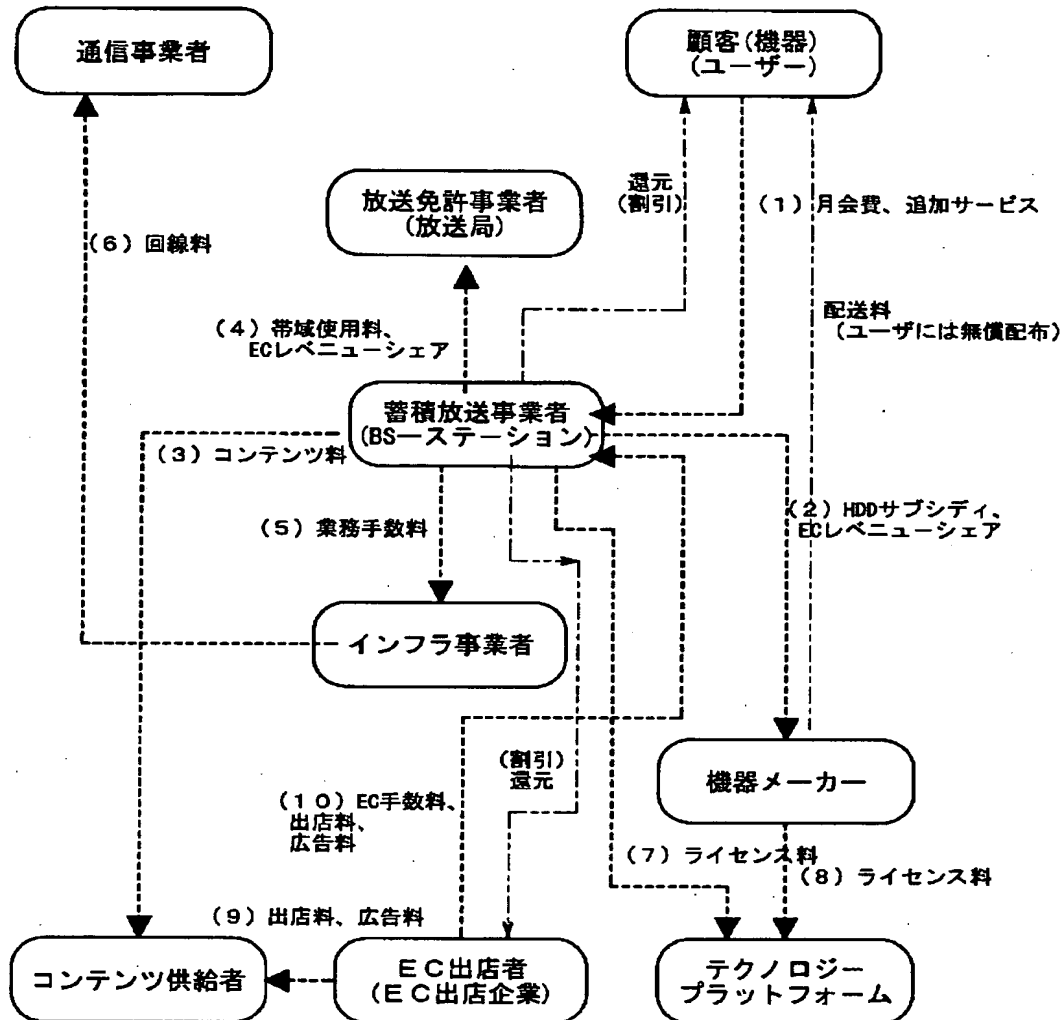 通信事業者
顧客(機器)
(ユーザー)
放送免許事業者
(放送局)
還元
(割引)
(1)月会費、追加サービス
(6)回線料
(4)帯域使用料、
ECレベニューシェア
配送料
(ユーザには無償配布)
蓄積放送事業者
(BSーステーション)
(3)コンテンツ料
(2)HDDサブシディ、
ECレベニューシェア
(5)業務手数料
インフラ事業者
(割引)
還元
機器メーカー
(10)EC手数料、
出店料、
広告料
(7)ライセンス料
(8)ライセンス料
(9)出店料、広告料
コンテンツ供給者
EC出店者
(EC出店企業)
テクノロジー
プラットフォーム